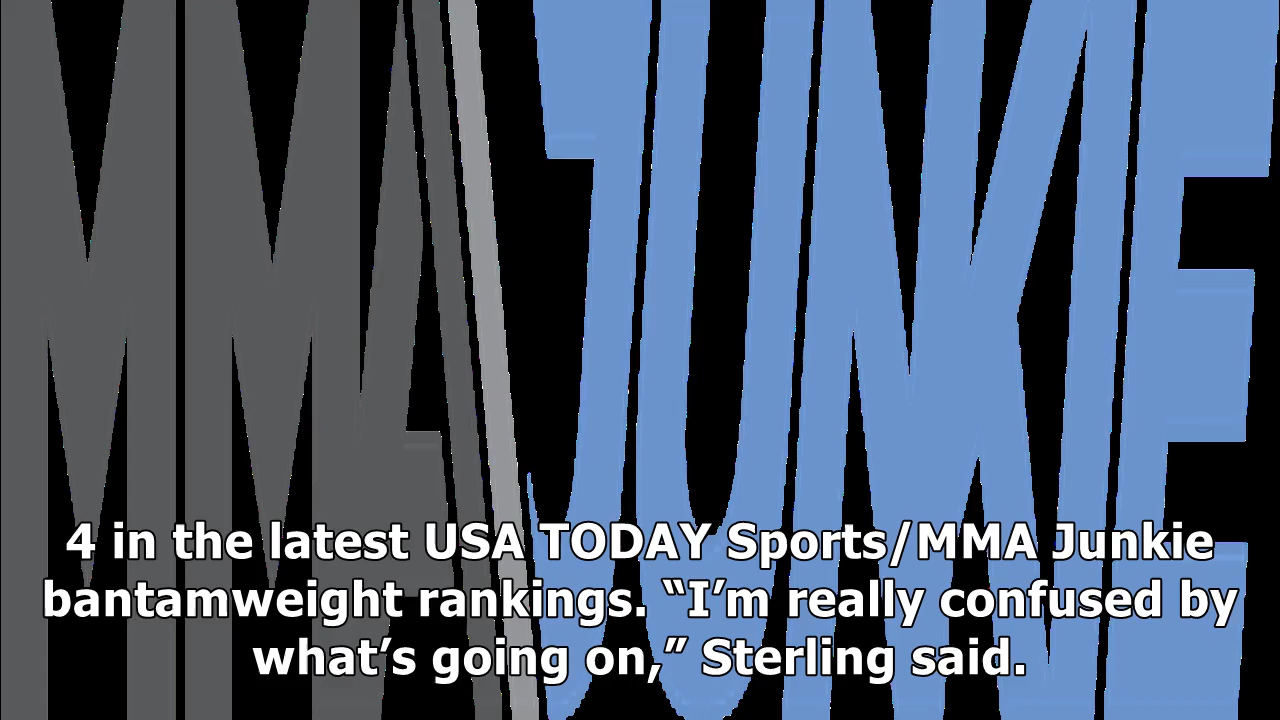 MMA JUNKIE
4 in the latest USA TODAY Sports/MMA Junkie
bantamweight rankings. “I’m really confused by
what’s going on,” Sterling said.